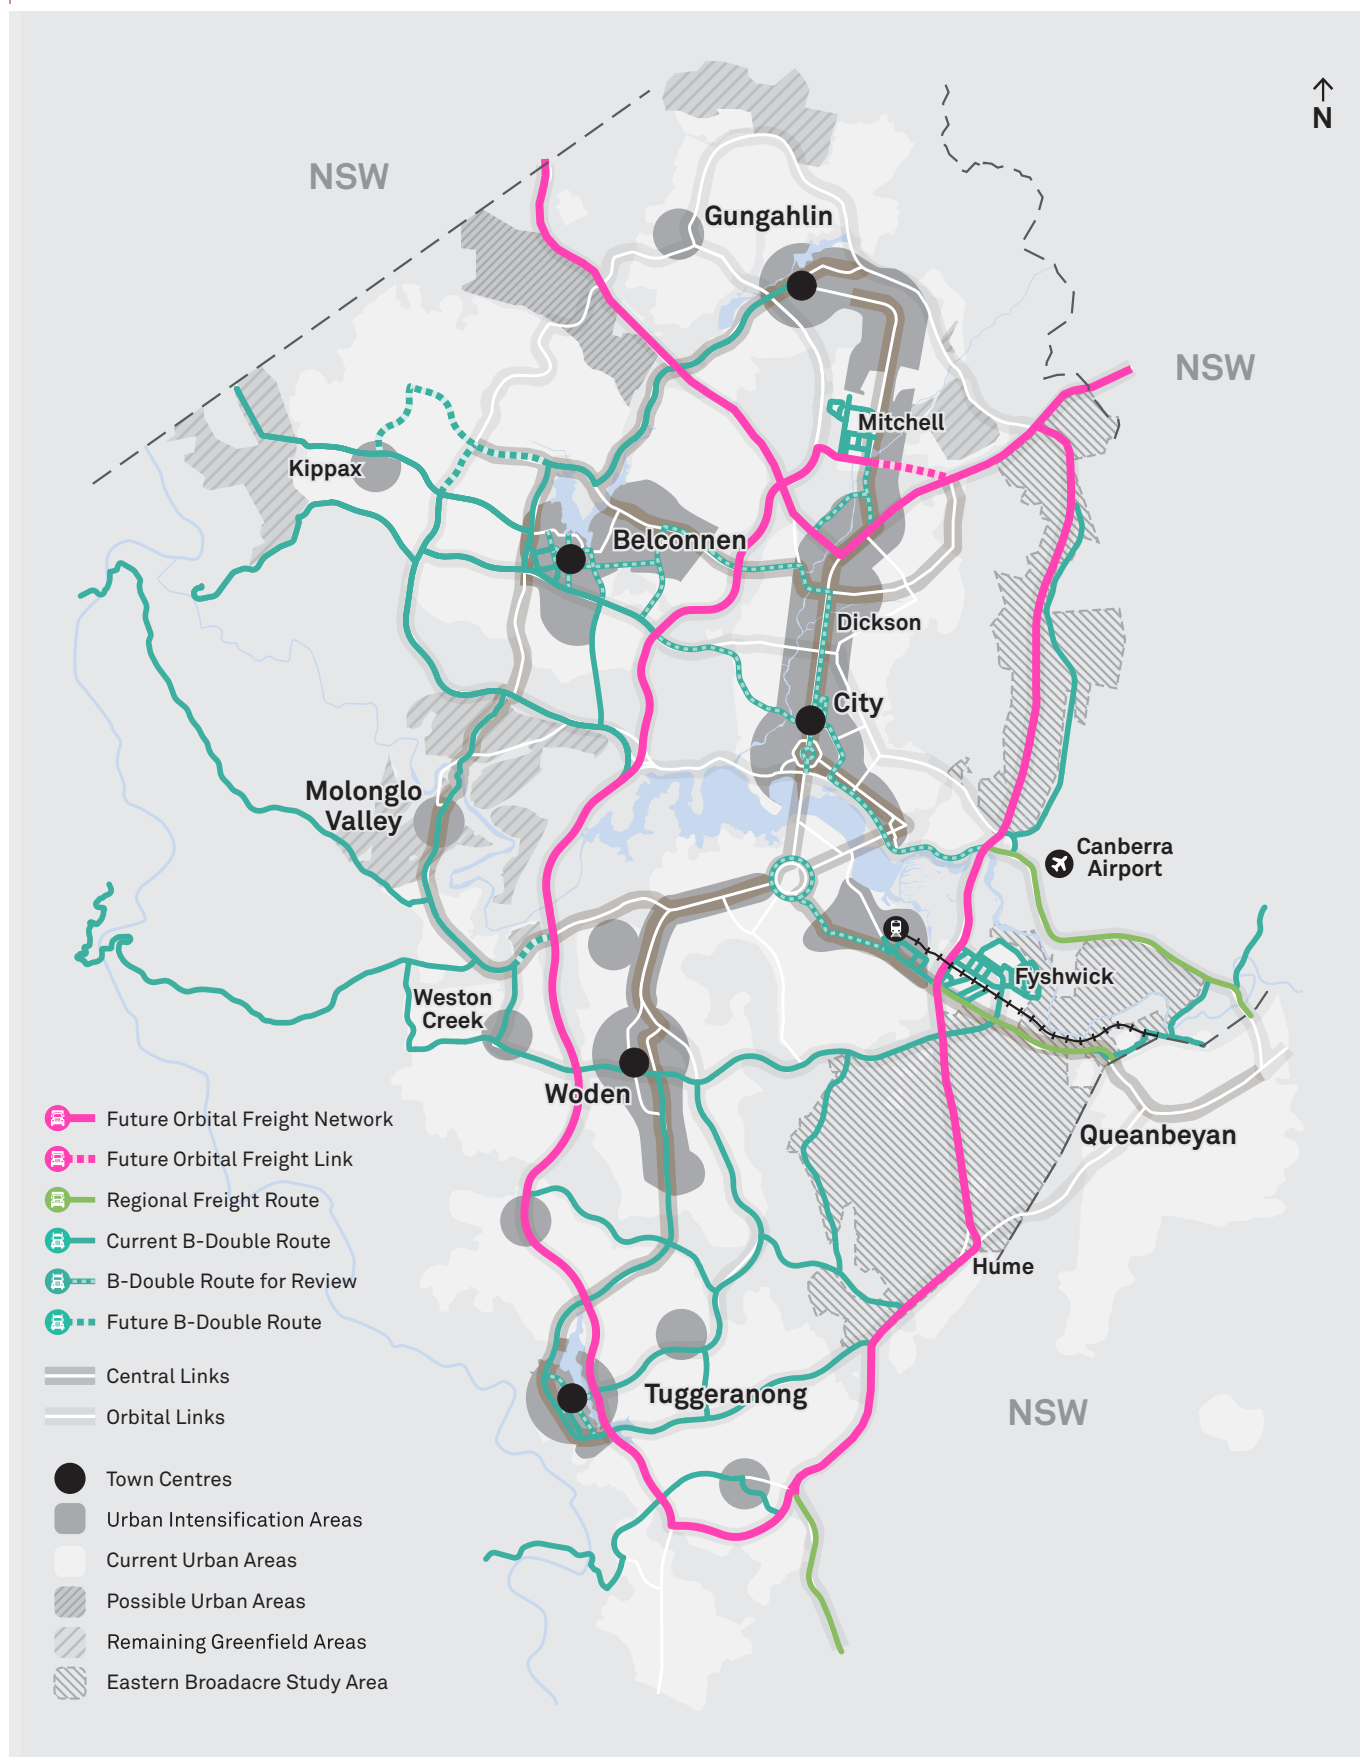 N
NSW
Gungahlin
NSW
Mitchell
Kippax
Belconnen
Dickson
City
Molonglo
Valley
Canberra
Airport
Fyshwick
Weston
Creek
Woden
Queanbeyan
Hume
Tuggeranong
NSW
Future Orbital Freight Network
Future Orbital Freight Link
Regional Freight Route
Current B-Double Route
B-Double Route for Review
Future B-Double Route
Central Links
Orbital Links
Town Centres
Urban Intensification Areas
Current Urban Areas
Possible Urban Areas
Remaining Greenfield Areas
Eastern Broadacre Study Area